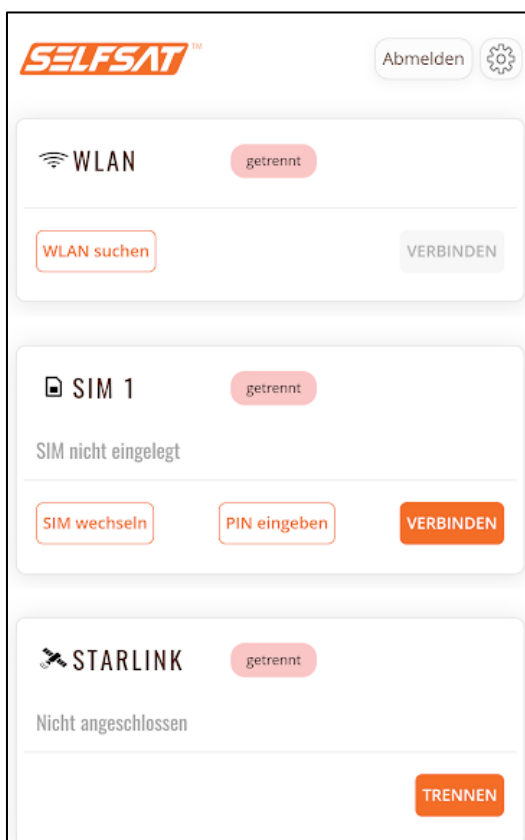 SELFSAT™
Abmelden
WLAN
getrennt
WLAN suchen
VERBINDEN
SIM 1
getrennt
SIM nicht eingelegt
SIM wechseln
PIN eingeben
VERBINDEN
STARLINK
getrennt
Nicht angeschlossen
TRENNEN